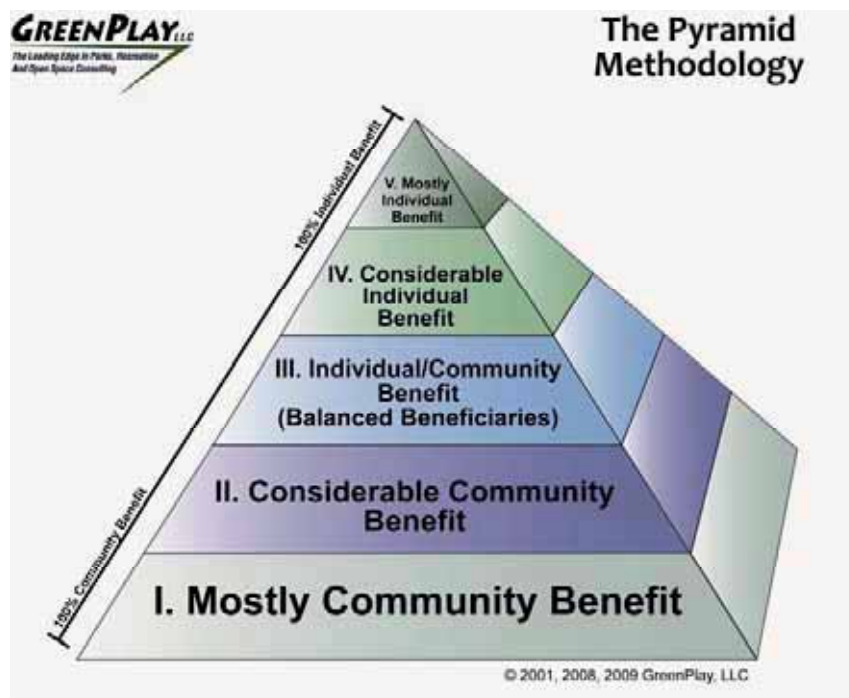 GREENPLAY LLC
The Leading Edge in Parks, Recreation
And Open Space Consulting
The Pyramid
Methodology
100% Individual Benefit
V. Mostly
Individual
Benefit
IV. Considerable
Individual
Benefit
III. Individual/Community
Benefit
(Balanced Beneficiaries)
II. Considerable Community
Benefit
100% Community Benefit
I. Mostly Community Benefit
© 2001, 2008, 2009 GreenPlay, LLC